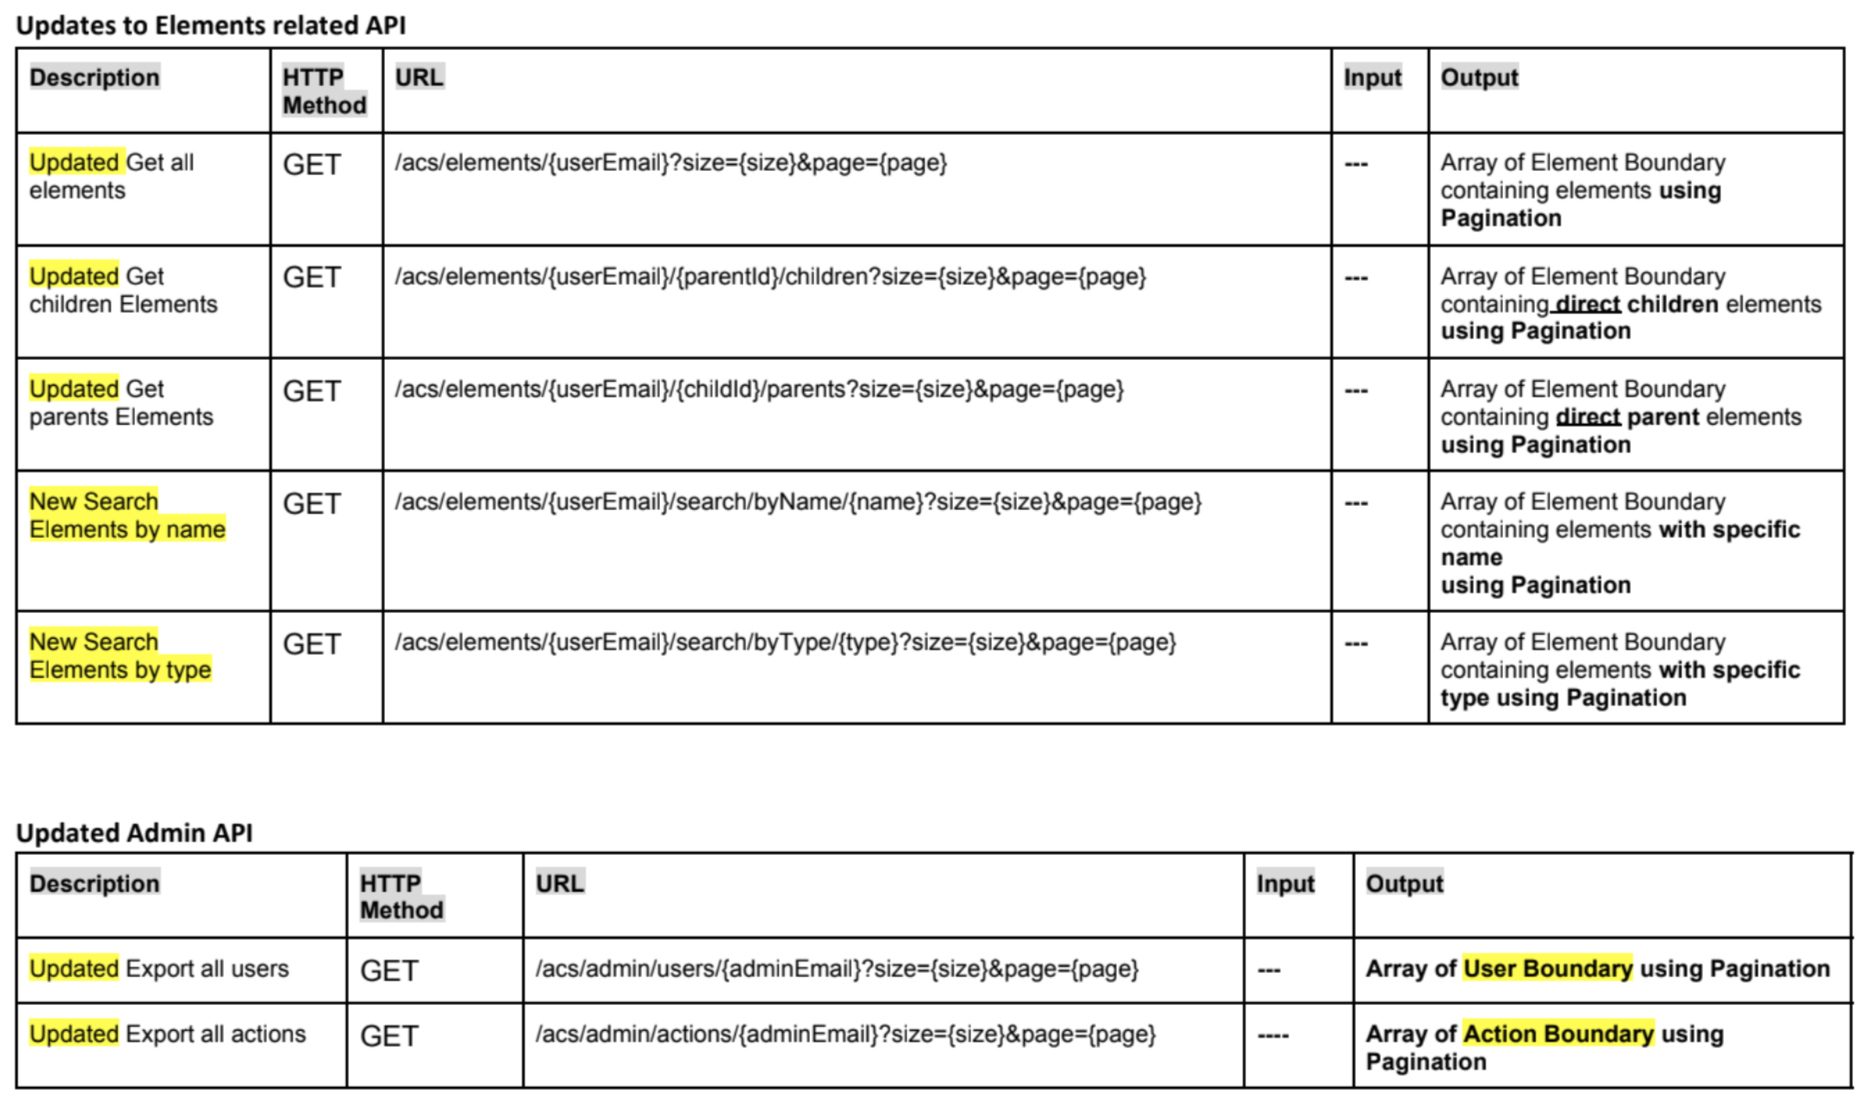 Updates to Elements related API
Description HTTP Method URL Input Output
Updated Get all elements GET /acs/elements/{userEmail}?size={size}&page={page} --- Array of Element Boundary containing elements using Pagination
Updated Get children Elements GET /acs/elements/{userEmail}/{parentId}/children?size={size}&page={page} --- Array of Element Boundary containing direct children elements using Pagination
Updated Get parents Elements GET /acs/elements/{userEmail}/{childId}/parents?size={size}&page={page} --- Array of Element Boundary containing direct parent elements using Pagination
New Search Elements by name GET /acs/elements/{userEmail}/search/byName/{name}?size={size}&page={page} --- Array of Element Boundary containing elements with specific name using Pagination
New Search Elements by type GET /acs/elements/{userEmail}/search/byType/{type}?size={size}&page={page} --- Array of Element Boundary containing elements with specific type using Pagination
Updated Admin API
Description HTTP Method URL Input Output
Updated Export all users GET /acs/admin/users/{adminEmail}?size={size}&page={page} --- Array of User Boundary using Pagination
Updated Export all actions GET /acs/admin/actions/{adminEmail}?size={size}&page={page} ---- Array of Action Boundary using Pagination